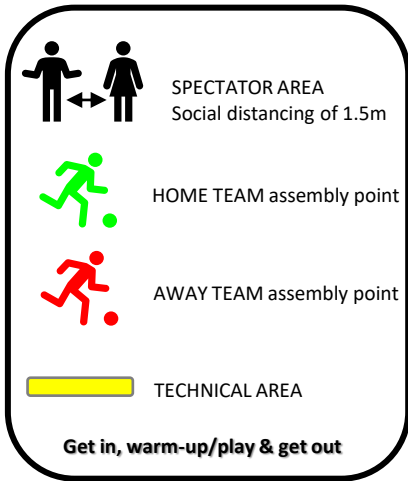 SPECTATOR AREA
Social distancing of 1.5m
HOME TEAM assembly point
AWAY TEAM assembly point
TECHNICAL AREA
Get in, warm-up/play & get out